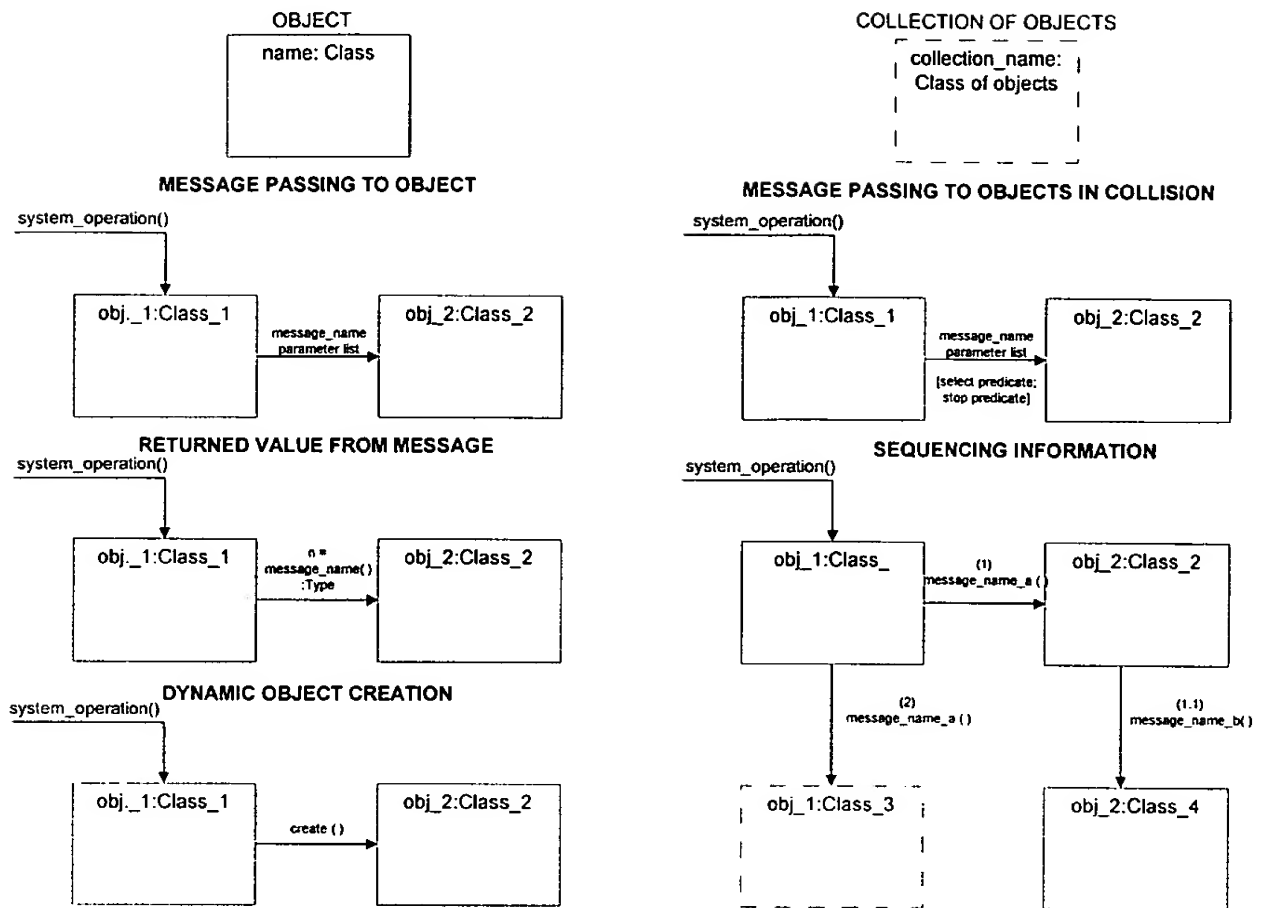 OBJECT
name: Class
COLLECTION OF OBJECTS
collection_name:
Class of objects
MESSAGE PASSING TO OBJECT
system_operation()
obj._1:Class_1
message_name
parameter list
obj_2:Class_2
MESSAGE PASSING TO OBJECTS IN COLLISION
system_operation()
obj_1:Class_1
message_name
parameter list
[select predicate;
stop predicate]
obj_2:Class_2
RETURNED VALUE FROM MESSAGE
system_operation()
obj._1:Class_1
n =
message_name( )
:Type
obj_2:Class_2
SEQUENCING INFORMATION
system_operation()
obj_1:Class_
(1)
message_name_a ( )
obj_2:Class_2
(2)
message_name_a ( )
(1.1)
message_name_b( )
obj_1:Class_3
obj_2:Class_4
DYNAMIC OBJECT CREATION
system_operation()
obj._1:Class_1
create ( )
obj_2:Class_2